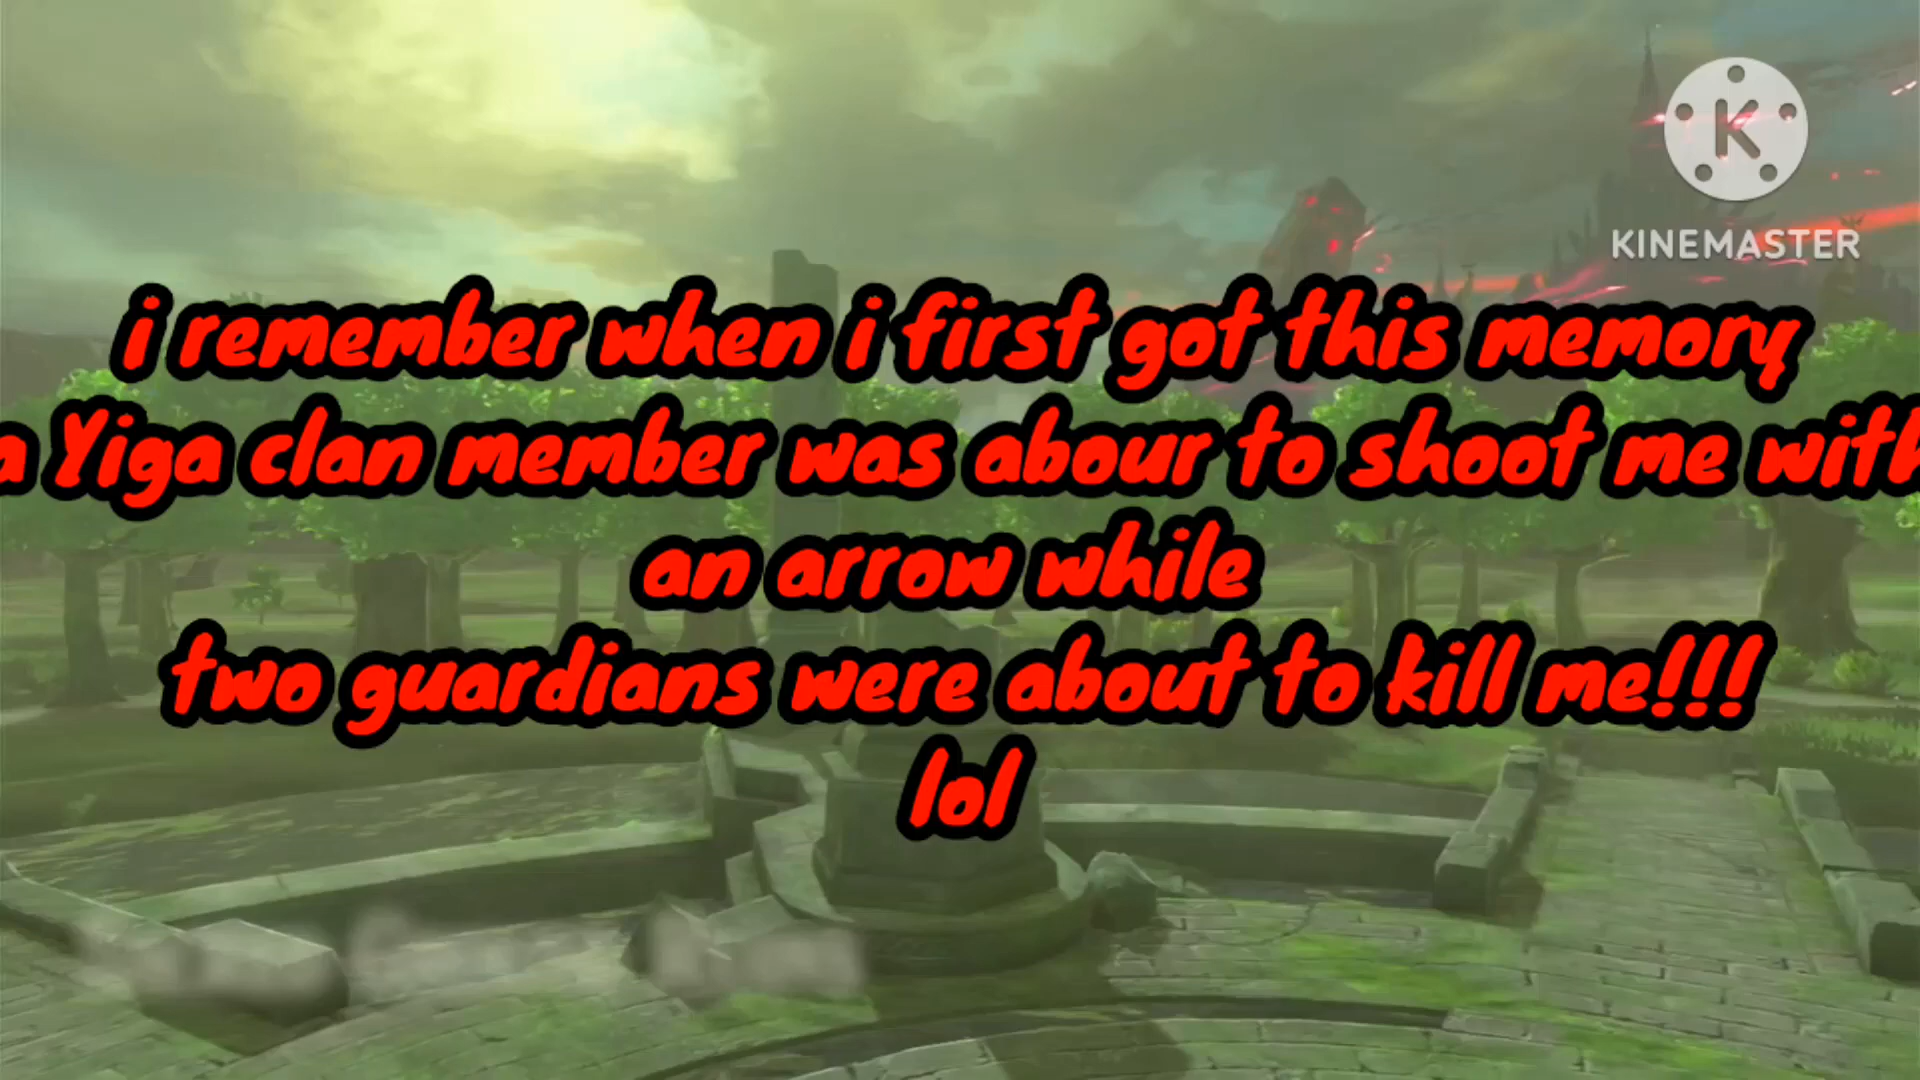 K
KINEMASTER
i remember when i first got this memory
a Yiga clan member was abour to shoot me with
an arrow while
two guardians were about to kill me!!!
lol